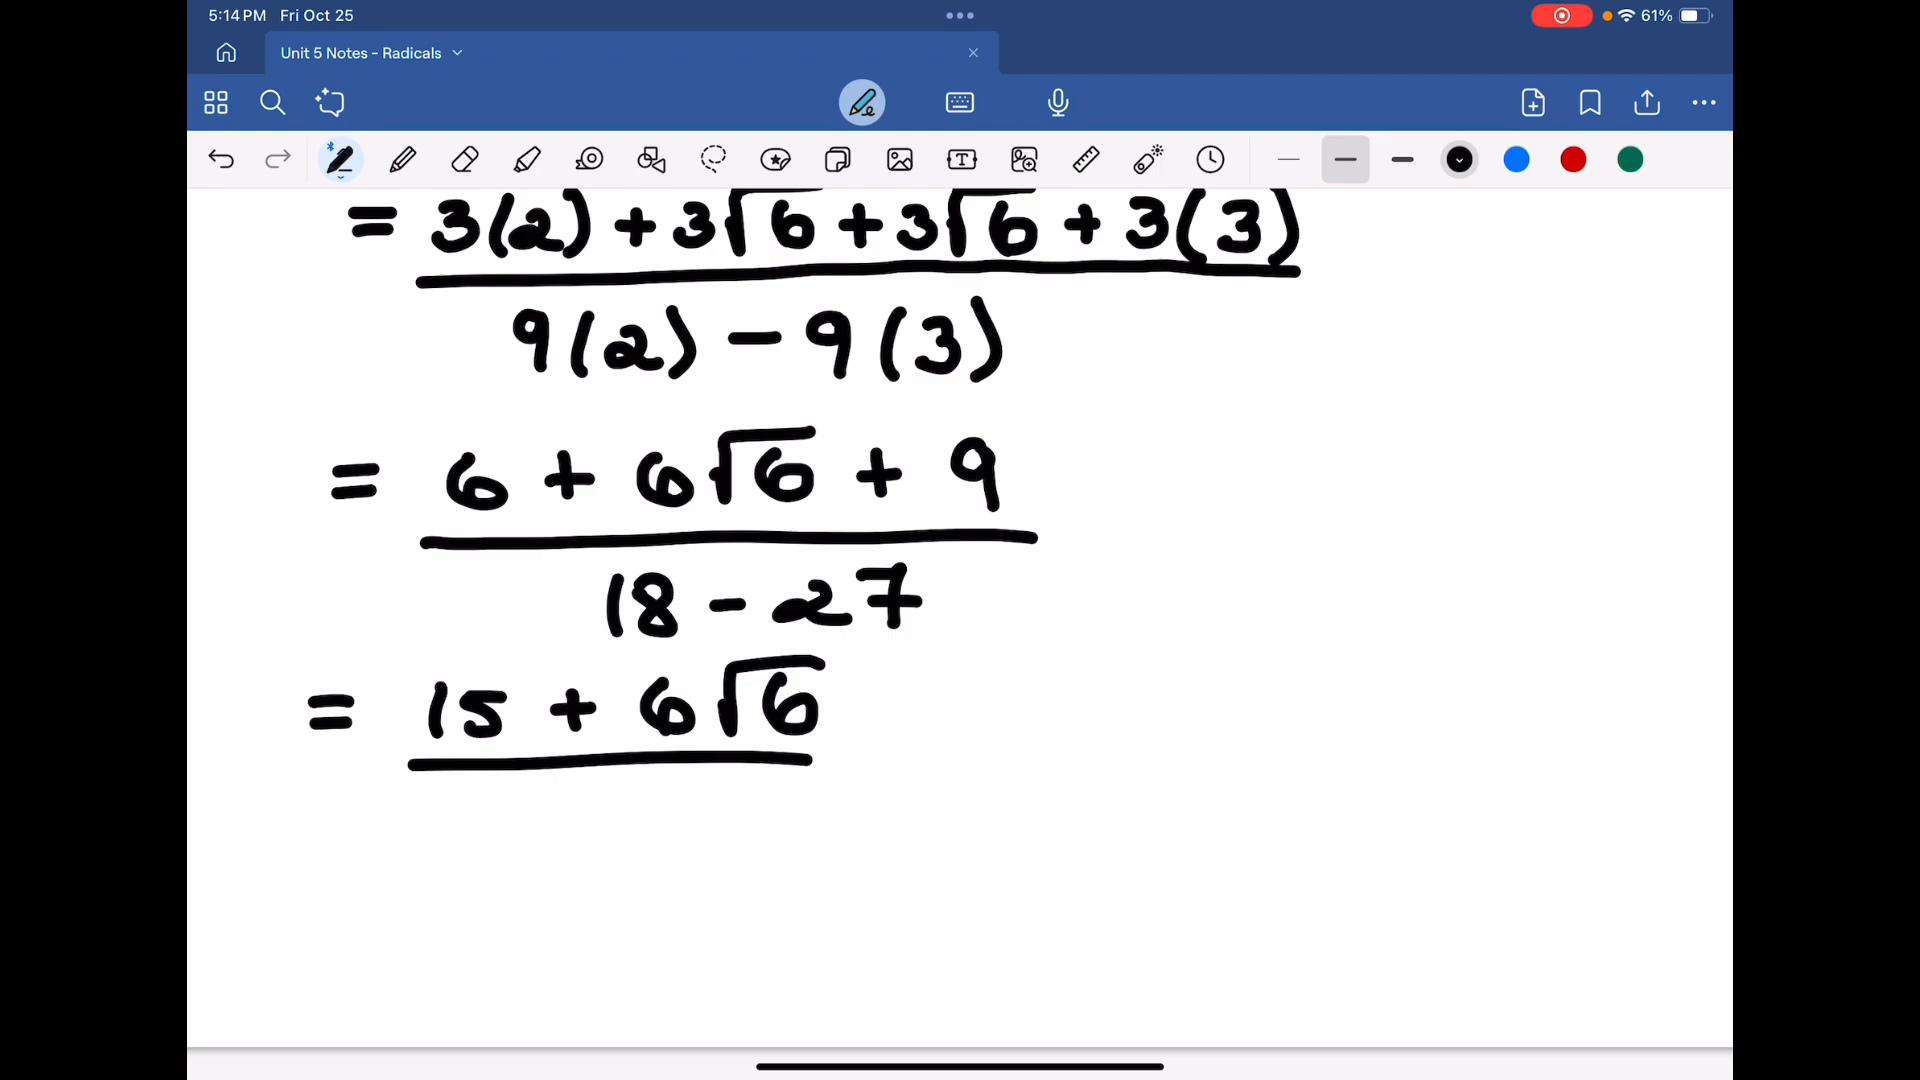 5:14 PM Fri Oct 25
61%
Unit 5 Notes - Radicals
= 3(2) + 3√6 + 3√6 + 3(3)
9(2) - 9(3)
= 6 + 6√6 + 9
18 - 27
= 15 + 6√6